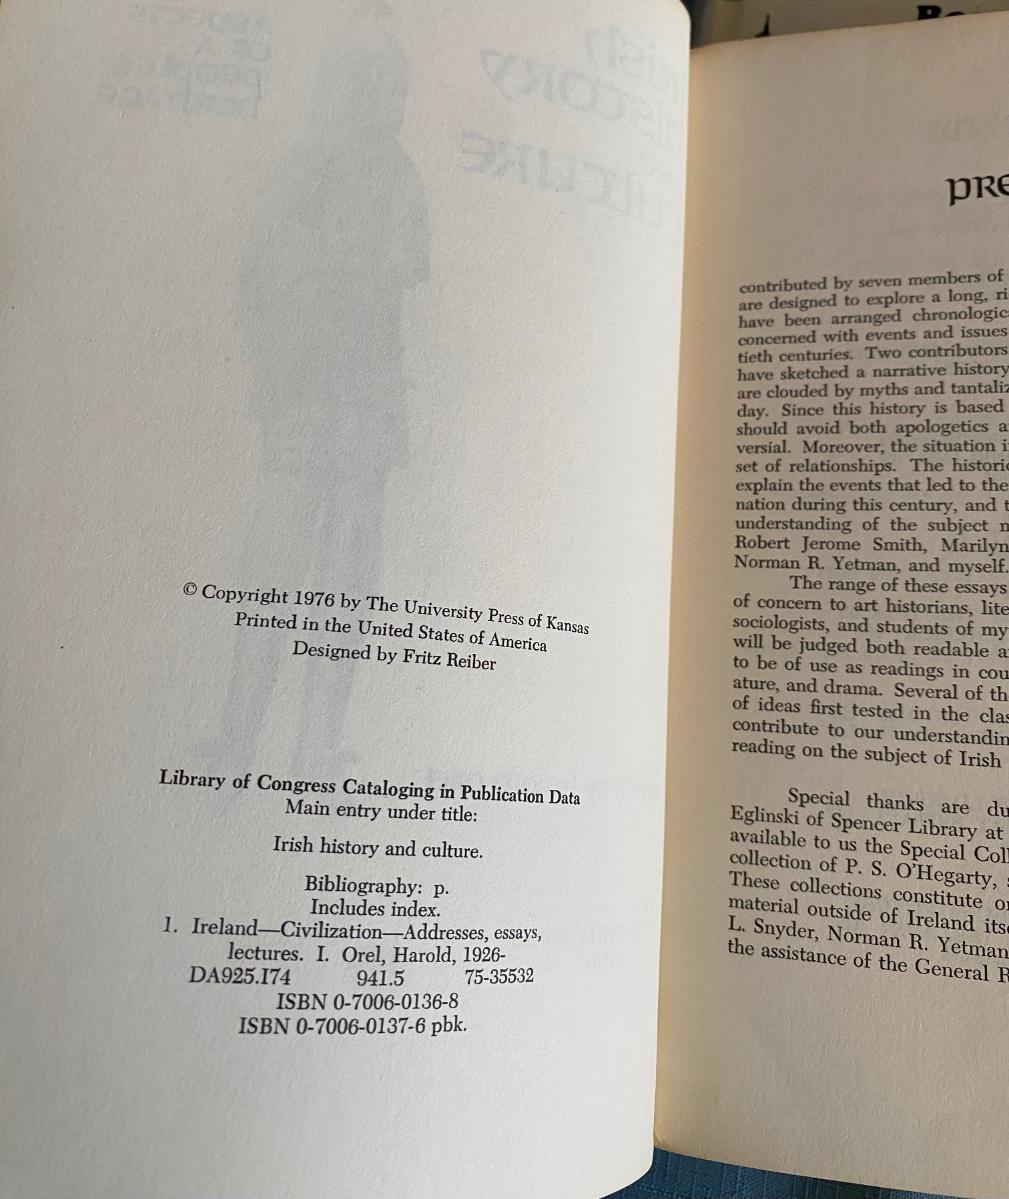 © Copyright 1976 by The University Press of Kansas
Printed in the United States of America
Designed by Fritz Reiber
Library of Congress Cataloging in Publication Data
Main entry under title:
Irish history and culture.
Bibliography: p.
Includes index.
1. Ireland—Civilization—Addresses, essays,
lectures. I. Orel, Harold, 1926-
DA925.I74 941.5 75-35532
ISBN 0-7006-0136-8
ISBN 0-7006-0137-6 pbk.
pre
contributed by seven members of
are designed to explore a long, ri
have been arranged chronologic
concerned with events and issues
tieth centuries. Two contributors
have sketched a narrative history
are clouded by myths and tantaliz
day. Since this history is based
should avoid both apologetics a
versial. Moreover, the situation i
set of relationships. The historic
explain the events that led to the
nation during this century, and t
understanding of the subject
Robert Jerome Smith, Marilyn
Norman R. Yetman, and myself.
The range of these essays
of concern to art historians, lite
sociologists, and students of my
will be judged both readable a
to be of use as readings in cou
ature, and drama. Several of th
of ideas first tested in the clas
contribute to our understandin
reading on the subject of Irish
Special thanks are du
Eglinski of Spencer Library at
available to us the Special Coll
collection of P. S. O'Hegarty,
These collections constitute o
material outside of Ireland its
L. Snyder, Norman R. Yetman
the assistance of the General R